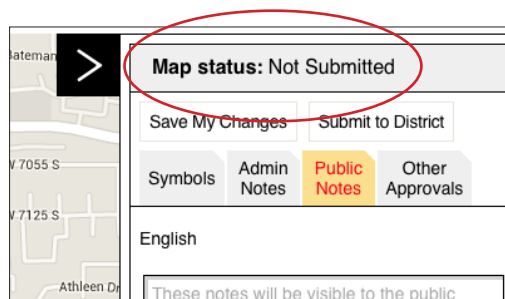 Bateman
Map status: Not Submitted
Save My Changes
Submit to District
7055 S
Symbols
Admin
Notes
Public
Notes
Other
Approvals
7125 S
English
Athleen Dr
These notes will be visible to the public